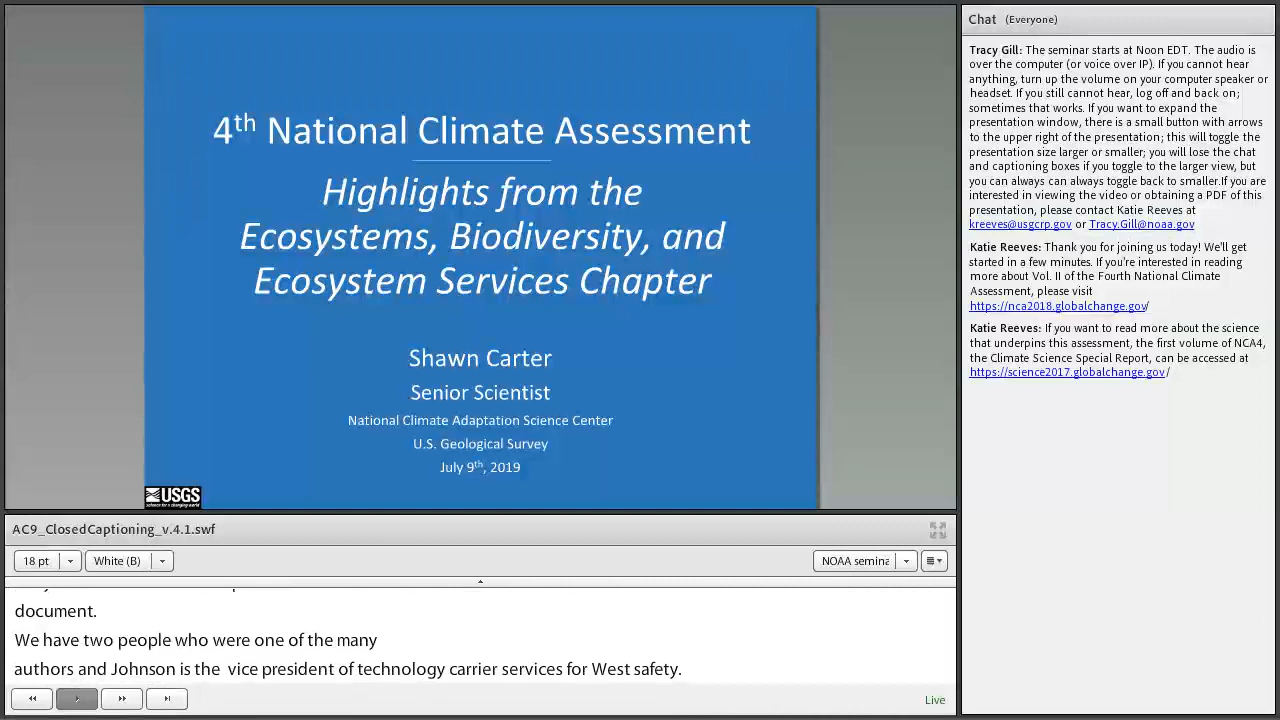 4th National Climate Assessment
Highlights from the
Ecosystems, Biodiversity, and
Ecosystem Services Chapter
Shawn Carter
Senior Scientist
National Climate Adaptation Science Center
U.S. Geological Survey
July 9th, 2019
USGS
science for a changing world
Chat (Everyone)
Tracy Gill: The seminar starts at Noon EDT. The audio is
over the computer (or voice over IP). If you cannot hear
anything, turn up the volume on your computer speaker or
headset. If you still cannot hear, log off and back on;
sometimes that works. If you want to expand the
presentation window, there is a small button with arrows
to the upper right of the presentation; this will toggle the
presentation size larger or smaller; you will lose the chat
and captioning boxes if you toggle to the larger view, but
you can always can always toggle back to smaller.If you are
interested in viewing the video or obtaining a PDF of this
presentation, please contact Katie Reeves at
kreeves@usgcrp.gov or Tracy.Gill@noaa.gov
Katie Reeves: Thank you for joining us today! We'll get
started in a few minutes. If you're interested in reading
more about Vol. II of the Fourth National Climate
Assessment, please visit
https://nca2018.globalchange.gov/
Katie Reeves: If you want to read more about the science
that underpins this assessment, the first volume of NCA4,
the Climate Science Special Report, can be accessed at
https://science2017.globalchange.gov/
AC9_ClosedCaptioning_v.4.1.swf
18 pt
White (B)
NOAA semina
document.
We have two people who were one of the many
authors and Johnson is the vice president of technology carrier services for West safety.
Live